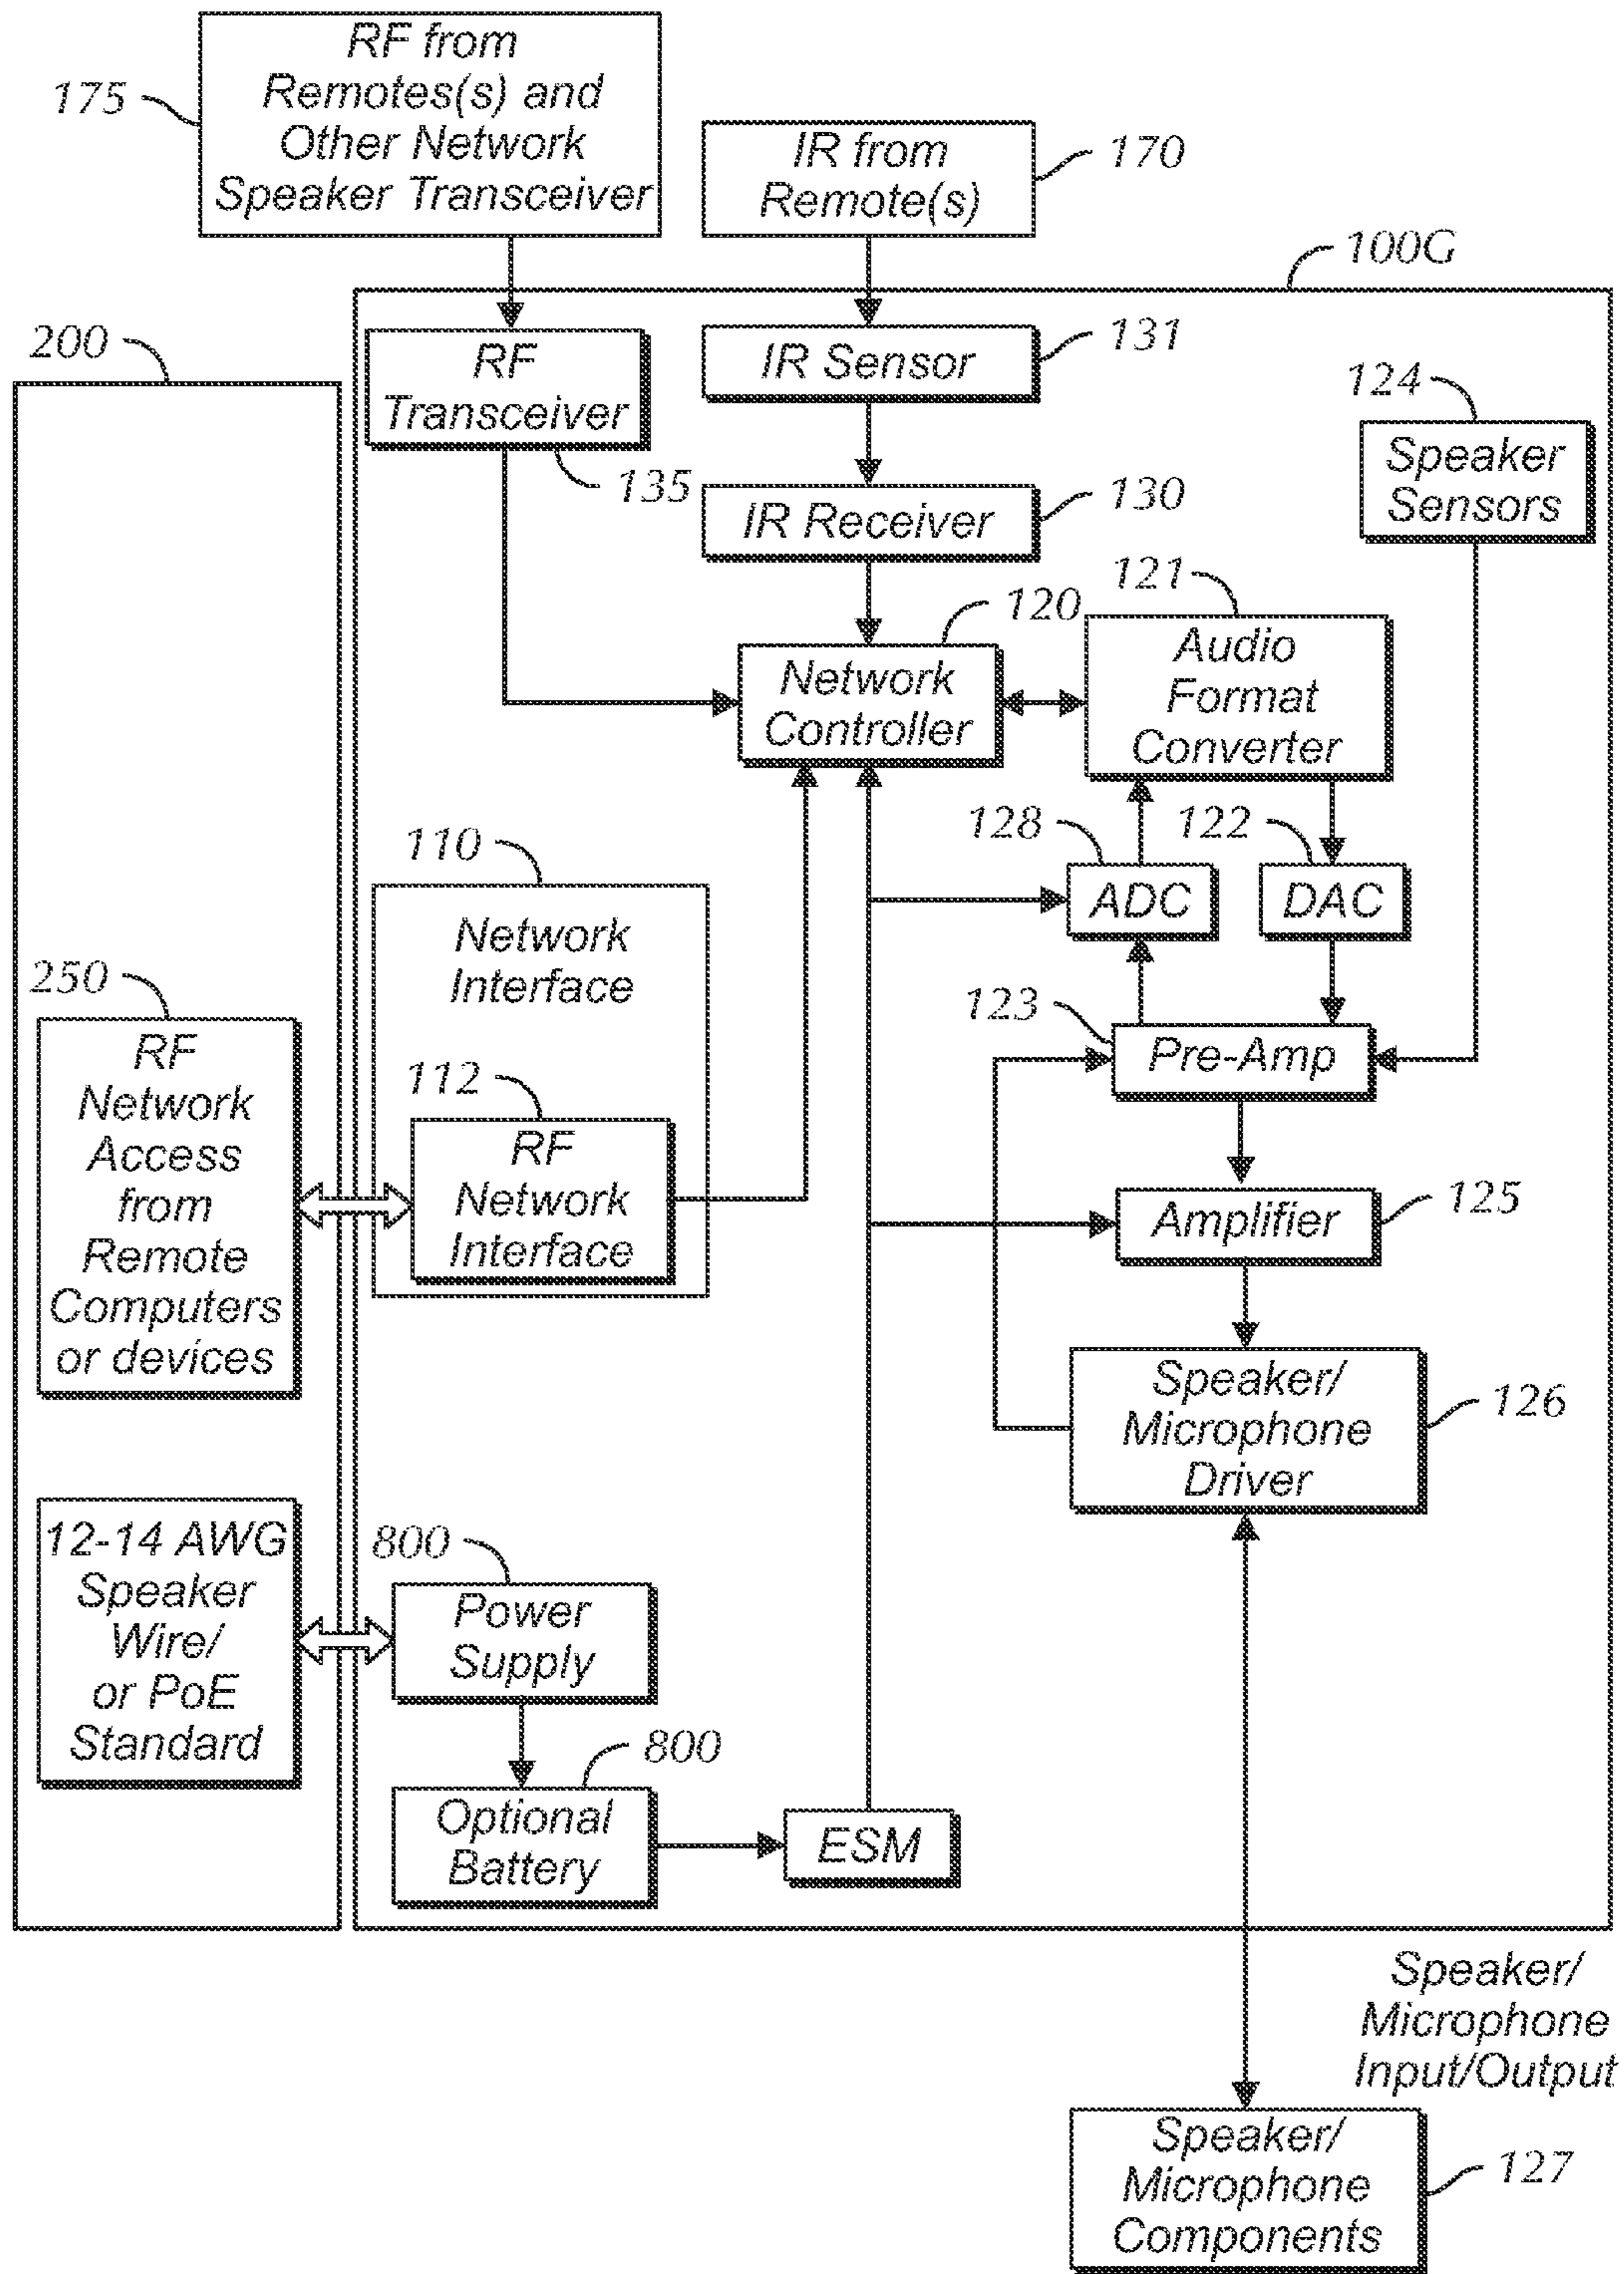 RF from
Remotes(s) and
Other Network
Speaker Transceiver
175
IR from
Remote(s)
170
100G
200
RF
Transceiver
135
IR Sensor
131
124
Speaker
Sensors
IR Receiver
130
121
120
Network
Controller
Audio
Format
Converter
110
128
122
ADC
DAC
Network
Interface
250
RF
Network
Access
from
Remote
Computers
or devices
112
RF
Network
Interface
123
Pre-Amp
Amplifier
125
Speaker/
Microphone
Driver
126
12-14 AWG
Speaker
Wire/
or PoE
Standard
800
Power
Supply
800
Optional
Battery
ESM
Speaker/
Microphone
Input/Output
Speaker/
Microphone
Components
127